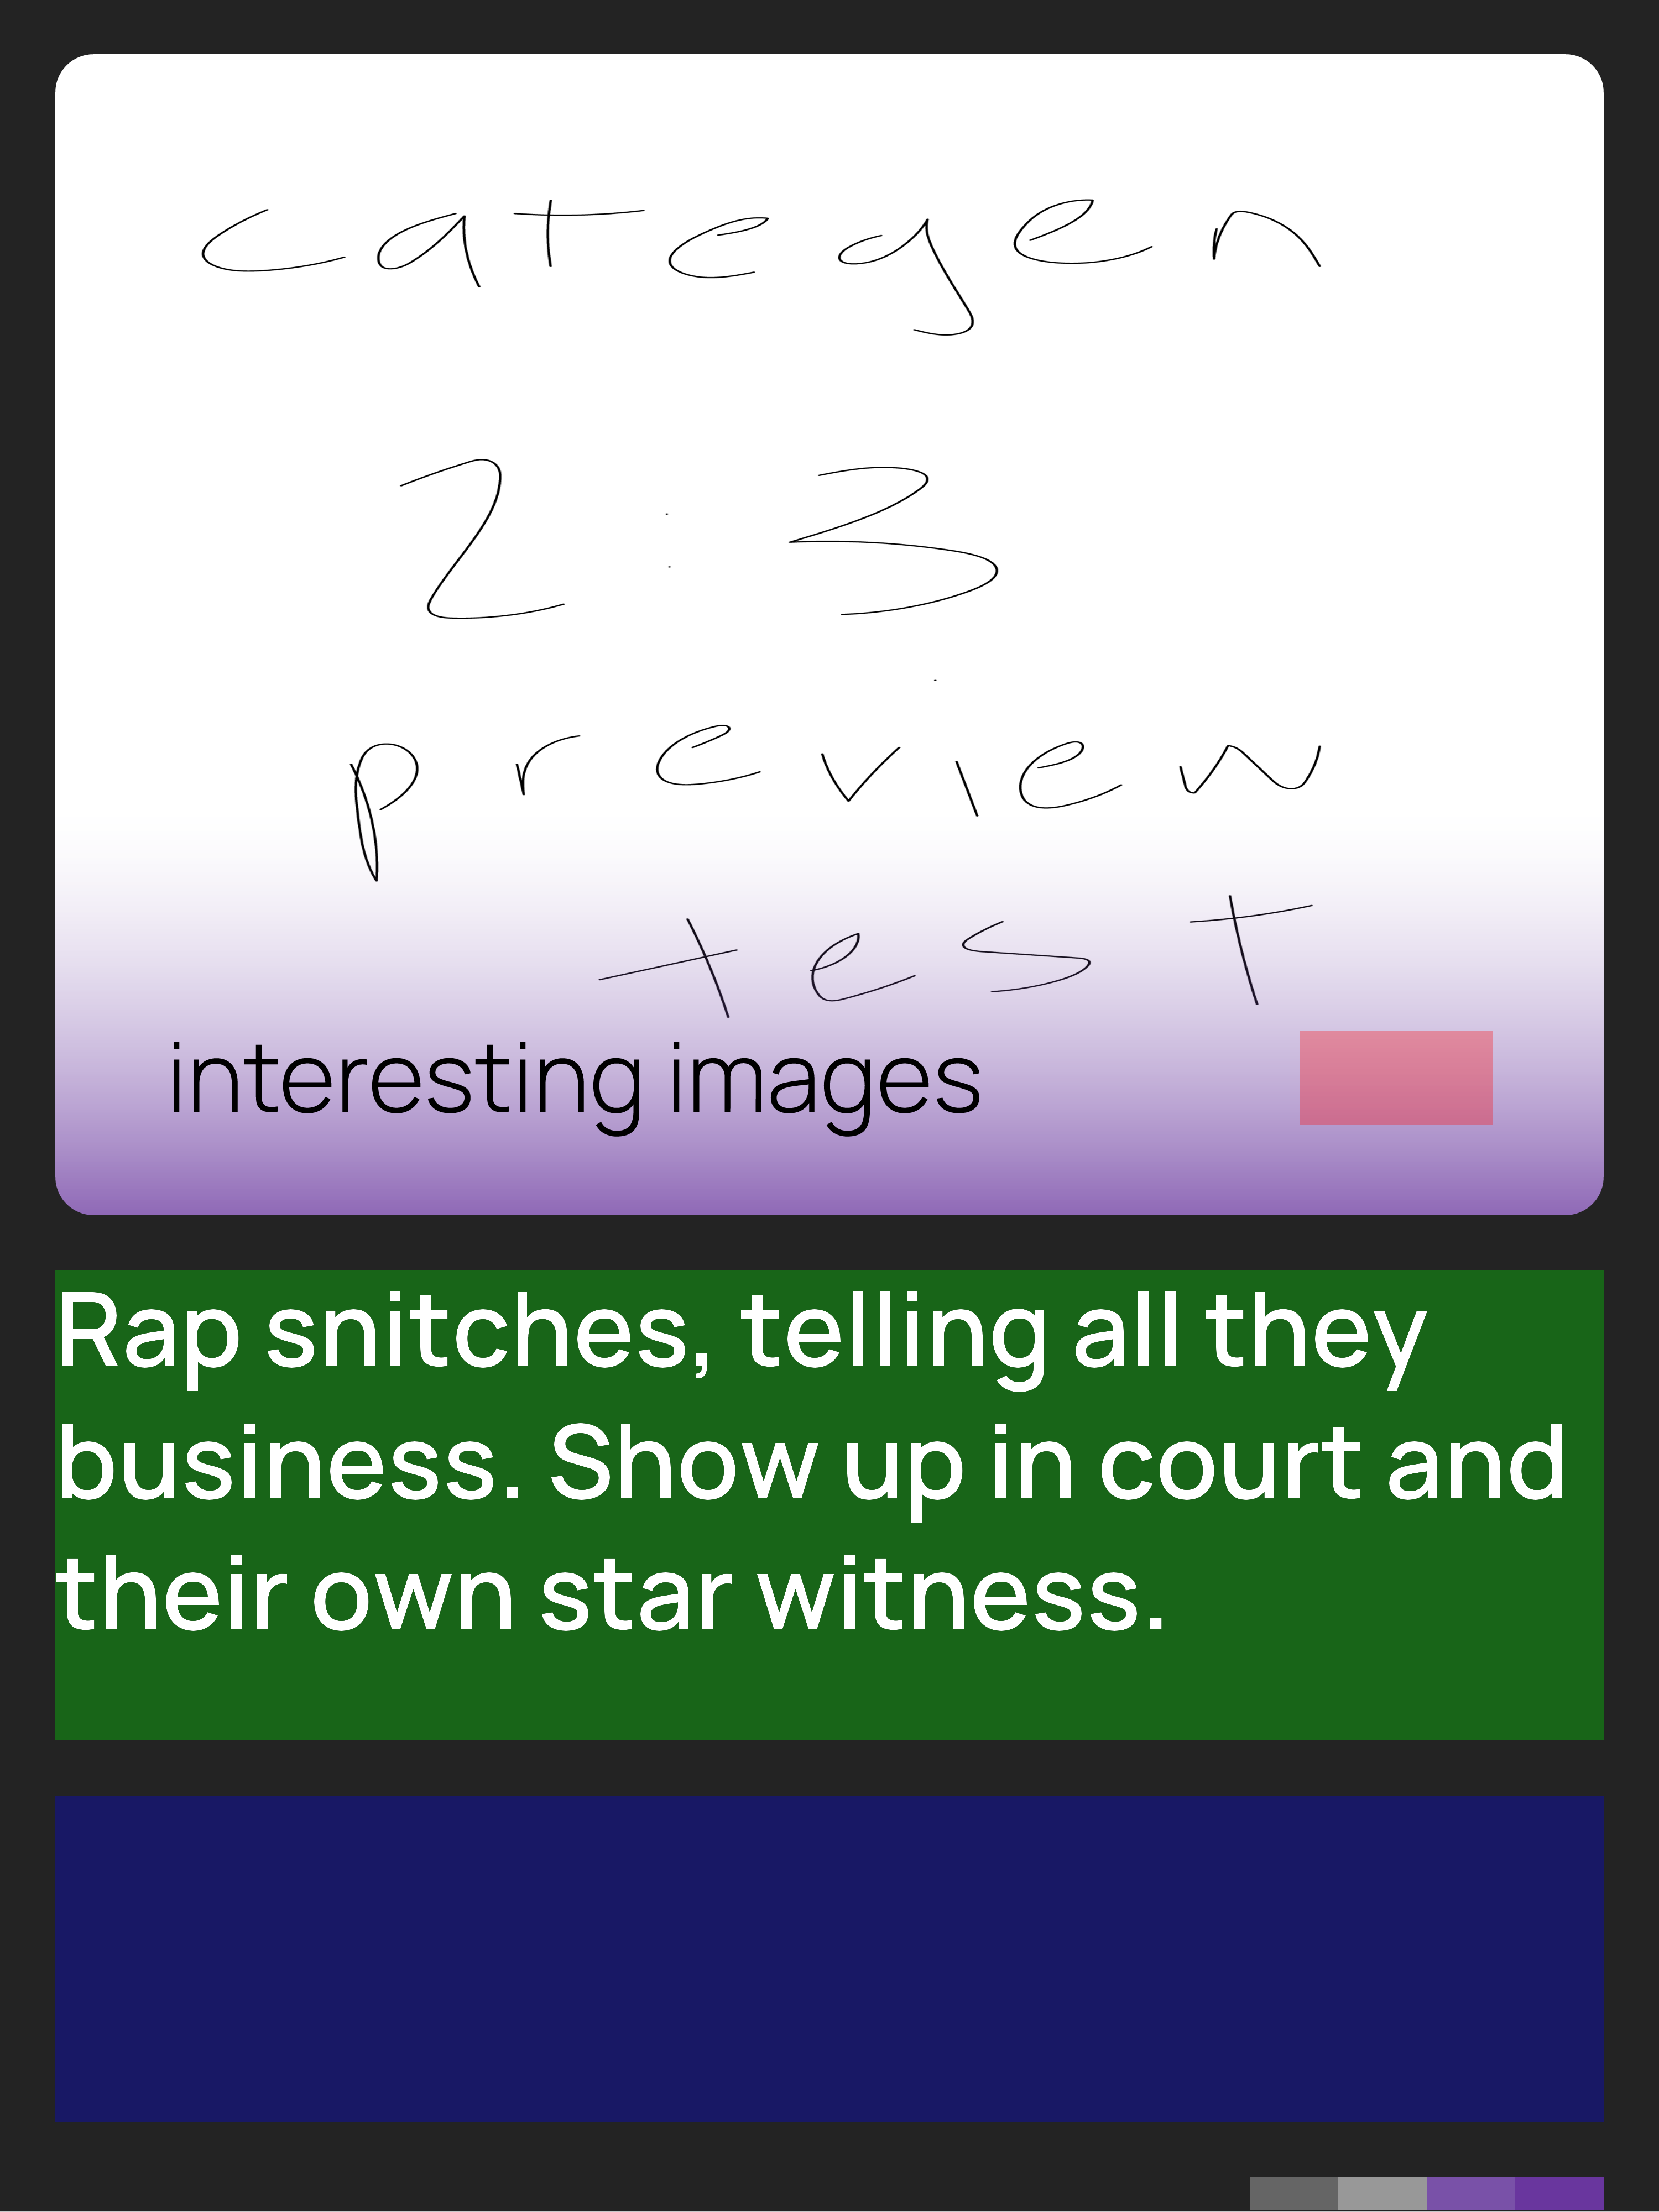 categen
2:3
preview
test
interesting images
Rap snitches, telling all they
business. Show up in court and
their own star witness.